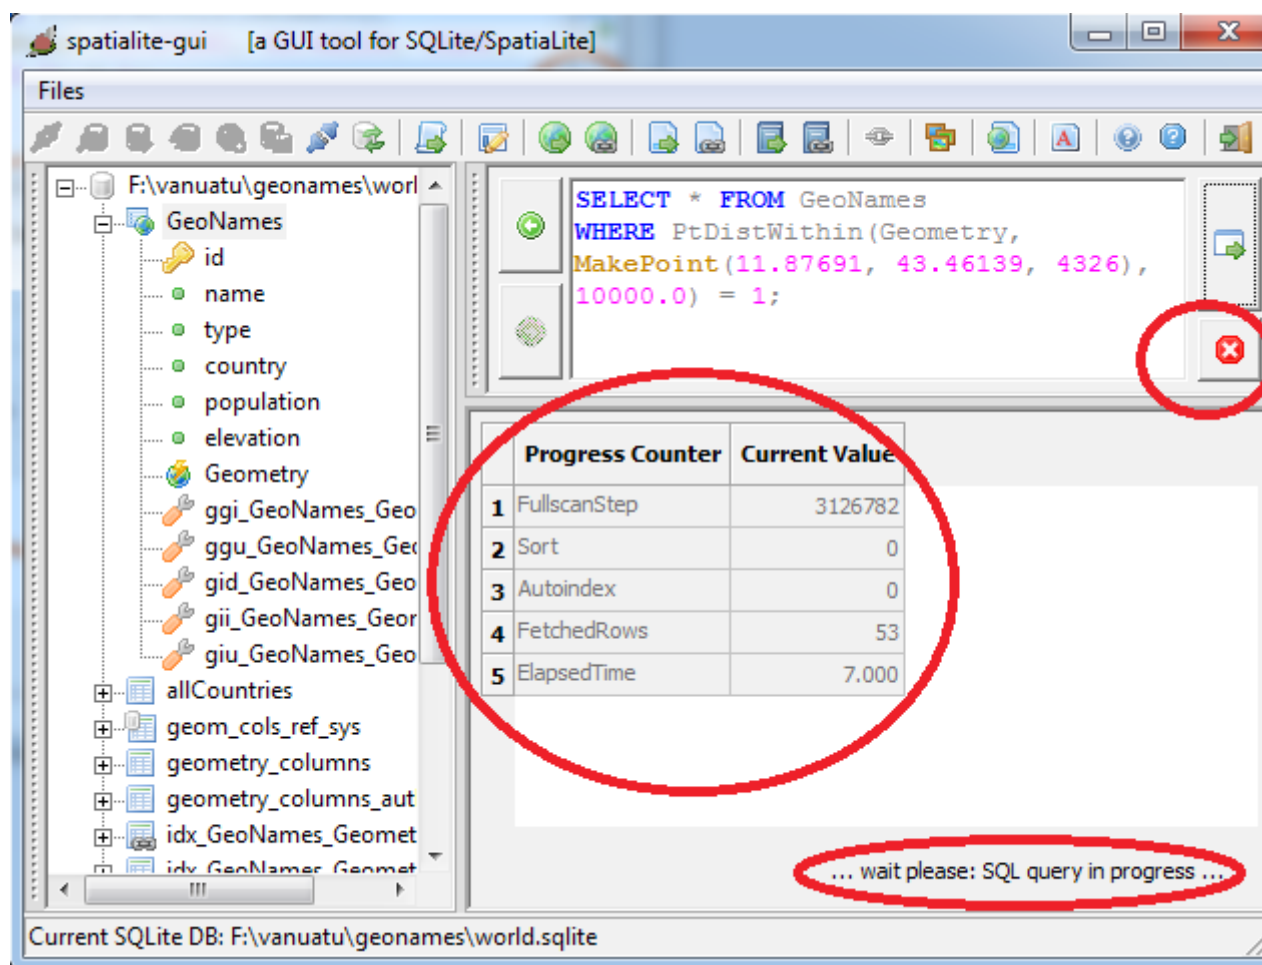 spatialite-gui [a GUI tool for SQLite/SpatiaLite]
Files
F:\vanuatu\geonames\worl
GeoNames
id
name
type
country
population
elevation
Geometry
ggi_GeoNames_Geo
ggu_GeoNames_Geo
gid_GeoNames_Geo
gii_GeoNames_Geor
giu_GeoNames_Geo
allCountries
geom_cols_ref_sys
geometry_columns
geometry_columns_aut
idx_GeoNames_Geomet
idx_GeoNames_Geomet
SELECT * FROM GeoNames
WHERE PtDistWithin(Geometry,
MakePoint(11.87691, 43.46139, 4326),
10000.0) = 1;
Progress Counter Current Value
1 FullscanStep 3126782
2 Sort 0
3 Autoindex 0
4 FetchedRows 53
5 ElapsedTime 7.000
... wait please: SQL query in progress ...
Current SQLite DB: F:\vanuatu\geonames\world.sqlite